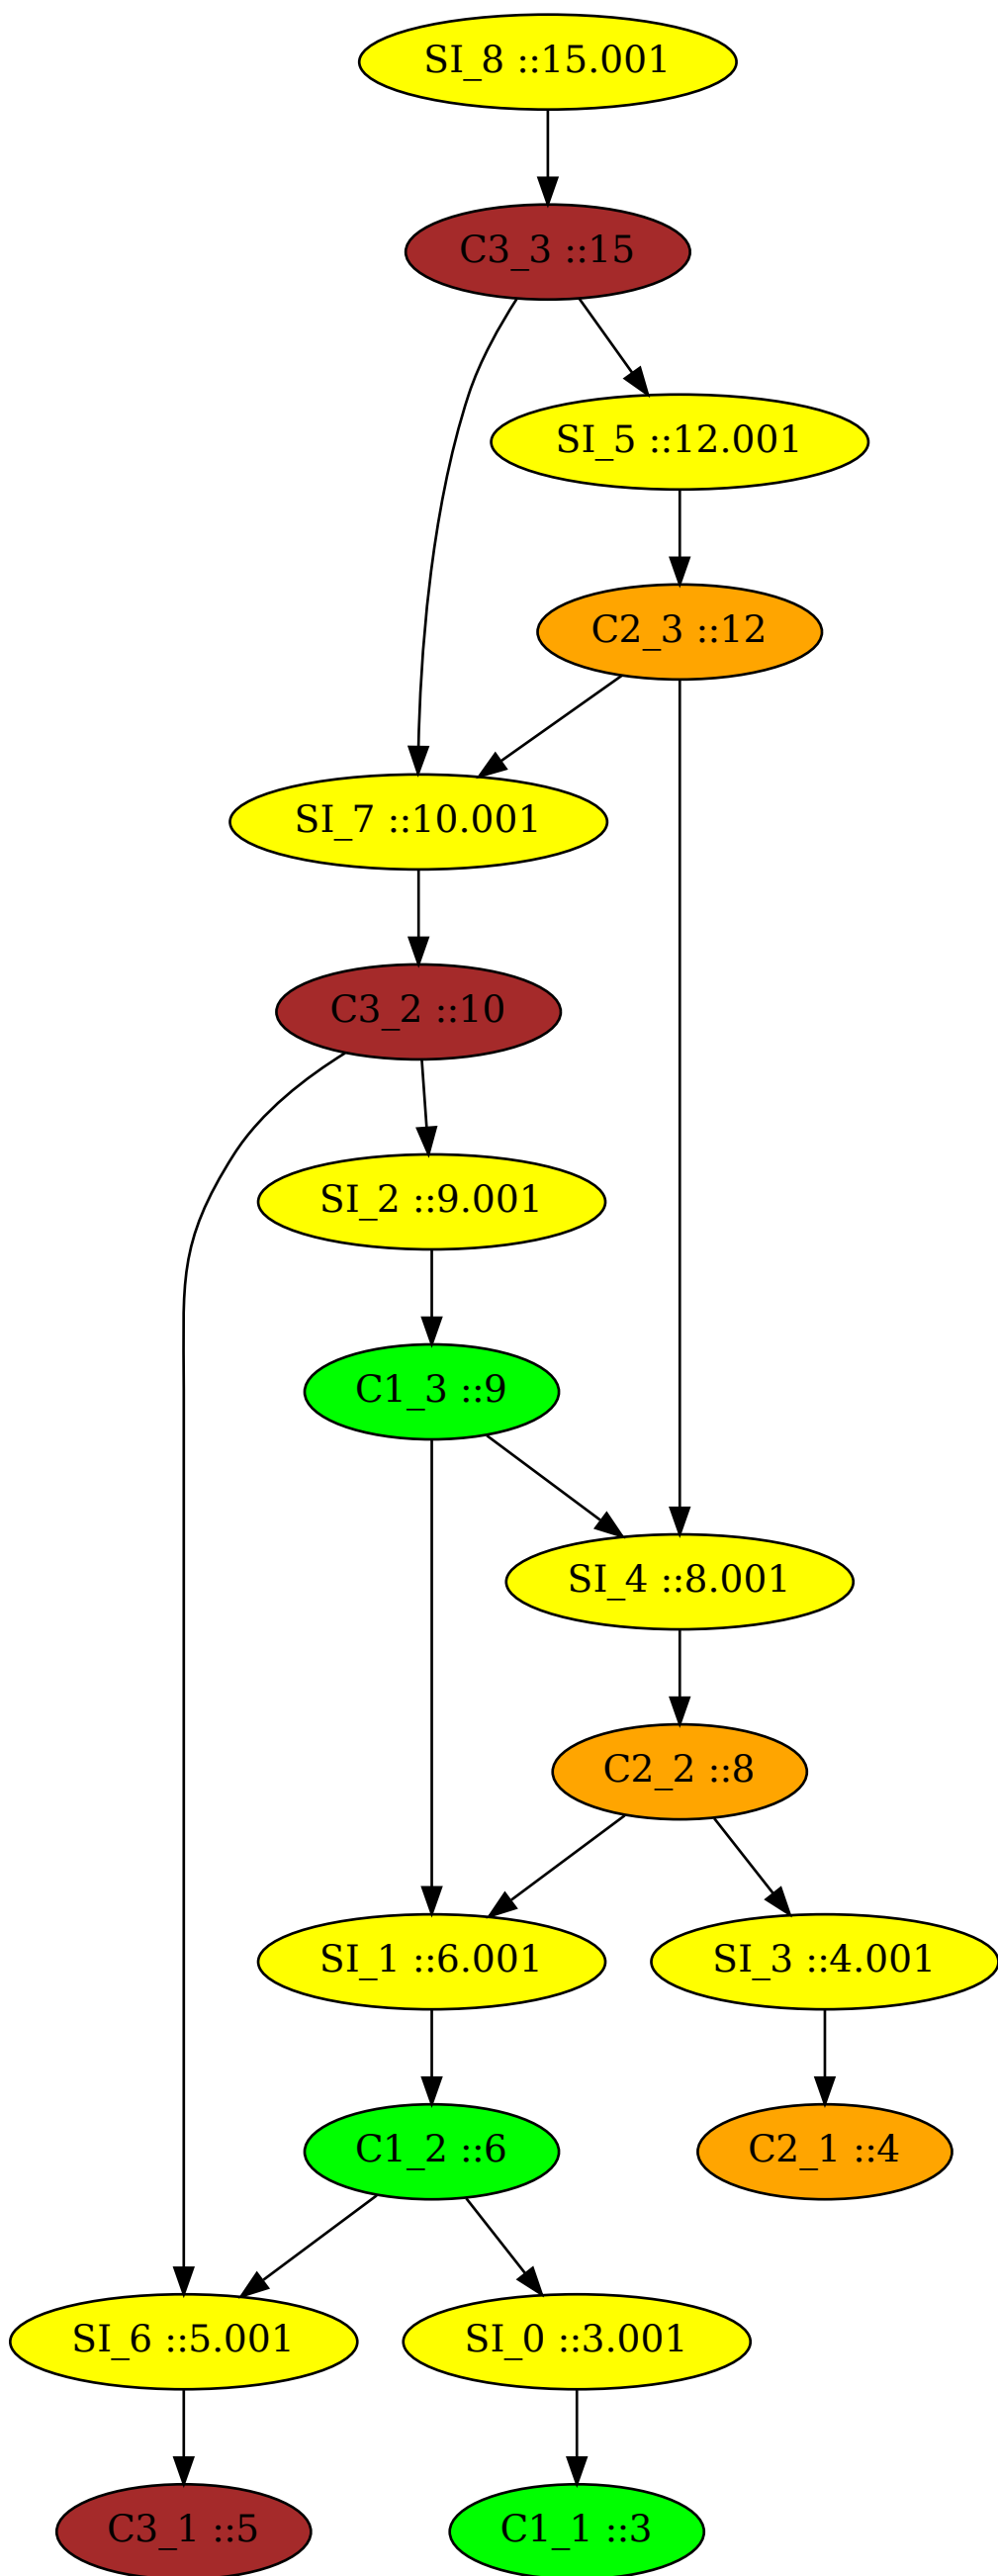 SI_8 ::15.001
C3_3 ::15
SI_5 ::12.001
C2_3 ::12
SI_7 ::10.001
C3_2 ::10
SI_2 ::9.001
C1_3 ::9
SI_4 ::8.001
C2_2 ::8
SI_1 ::6.001
SI_3 ::4.001
C1_2 ::6
C2_1 ::4
SI_6 ::5.001
SI_0 ::3.001
C3_1 ::5
C1_1 ::3